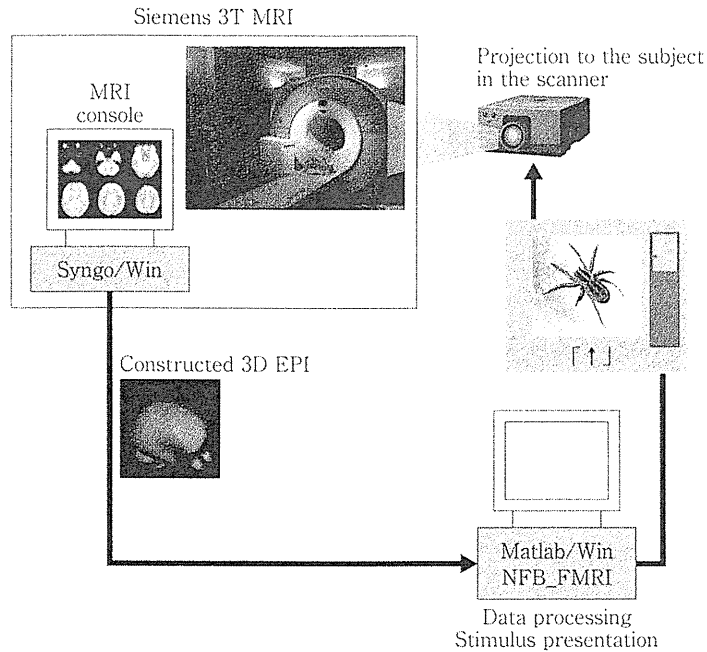 Siemens 3T MRI
MRI
console
Syngo/Win
Projection to the subject
in the scanner
「↑」
Constructed 3D EPI
Matlab/Win
NFB_FMRI
Data processing
Stimulus presentation